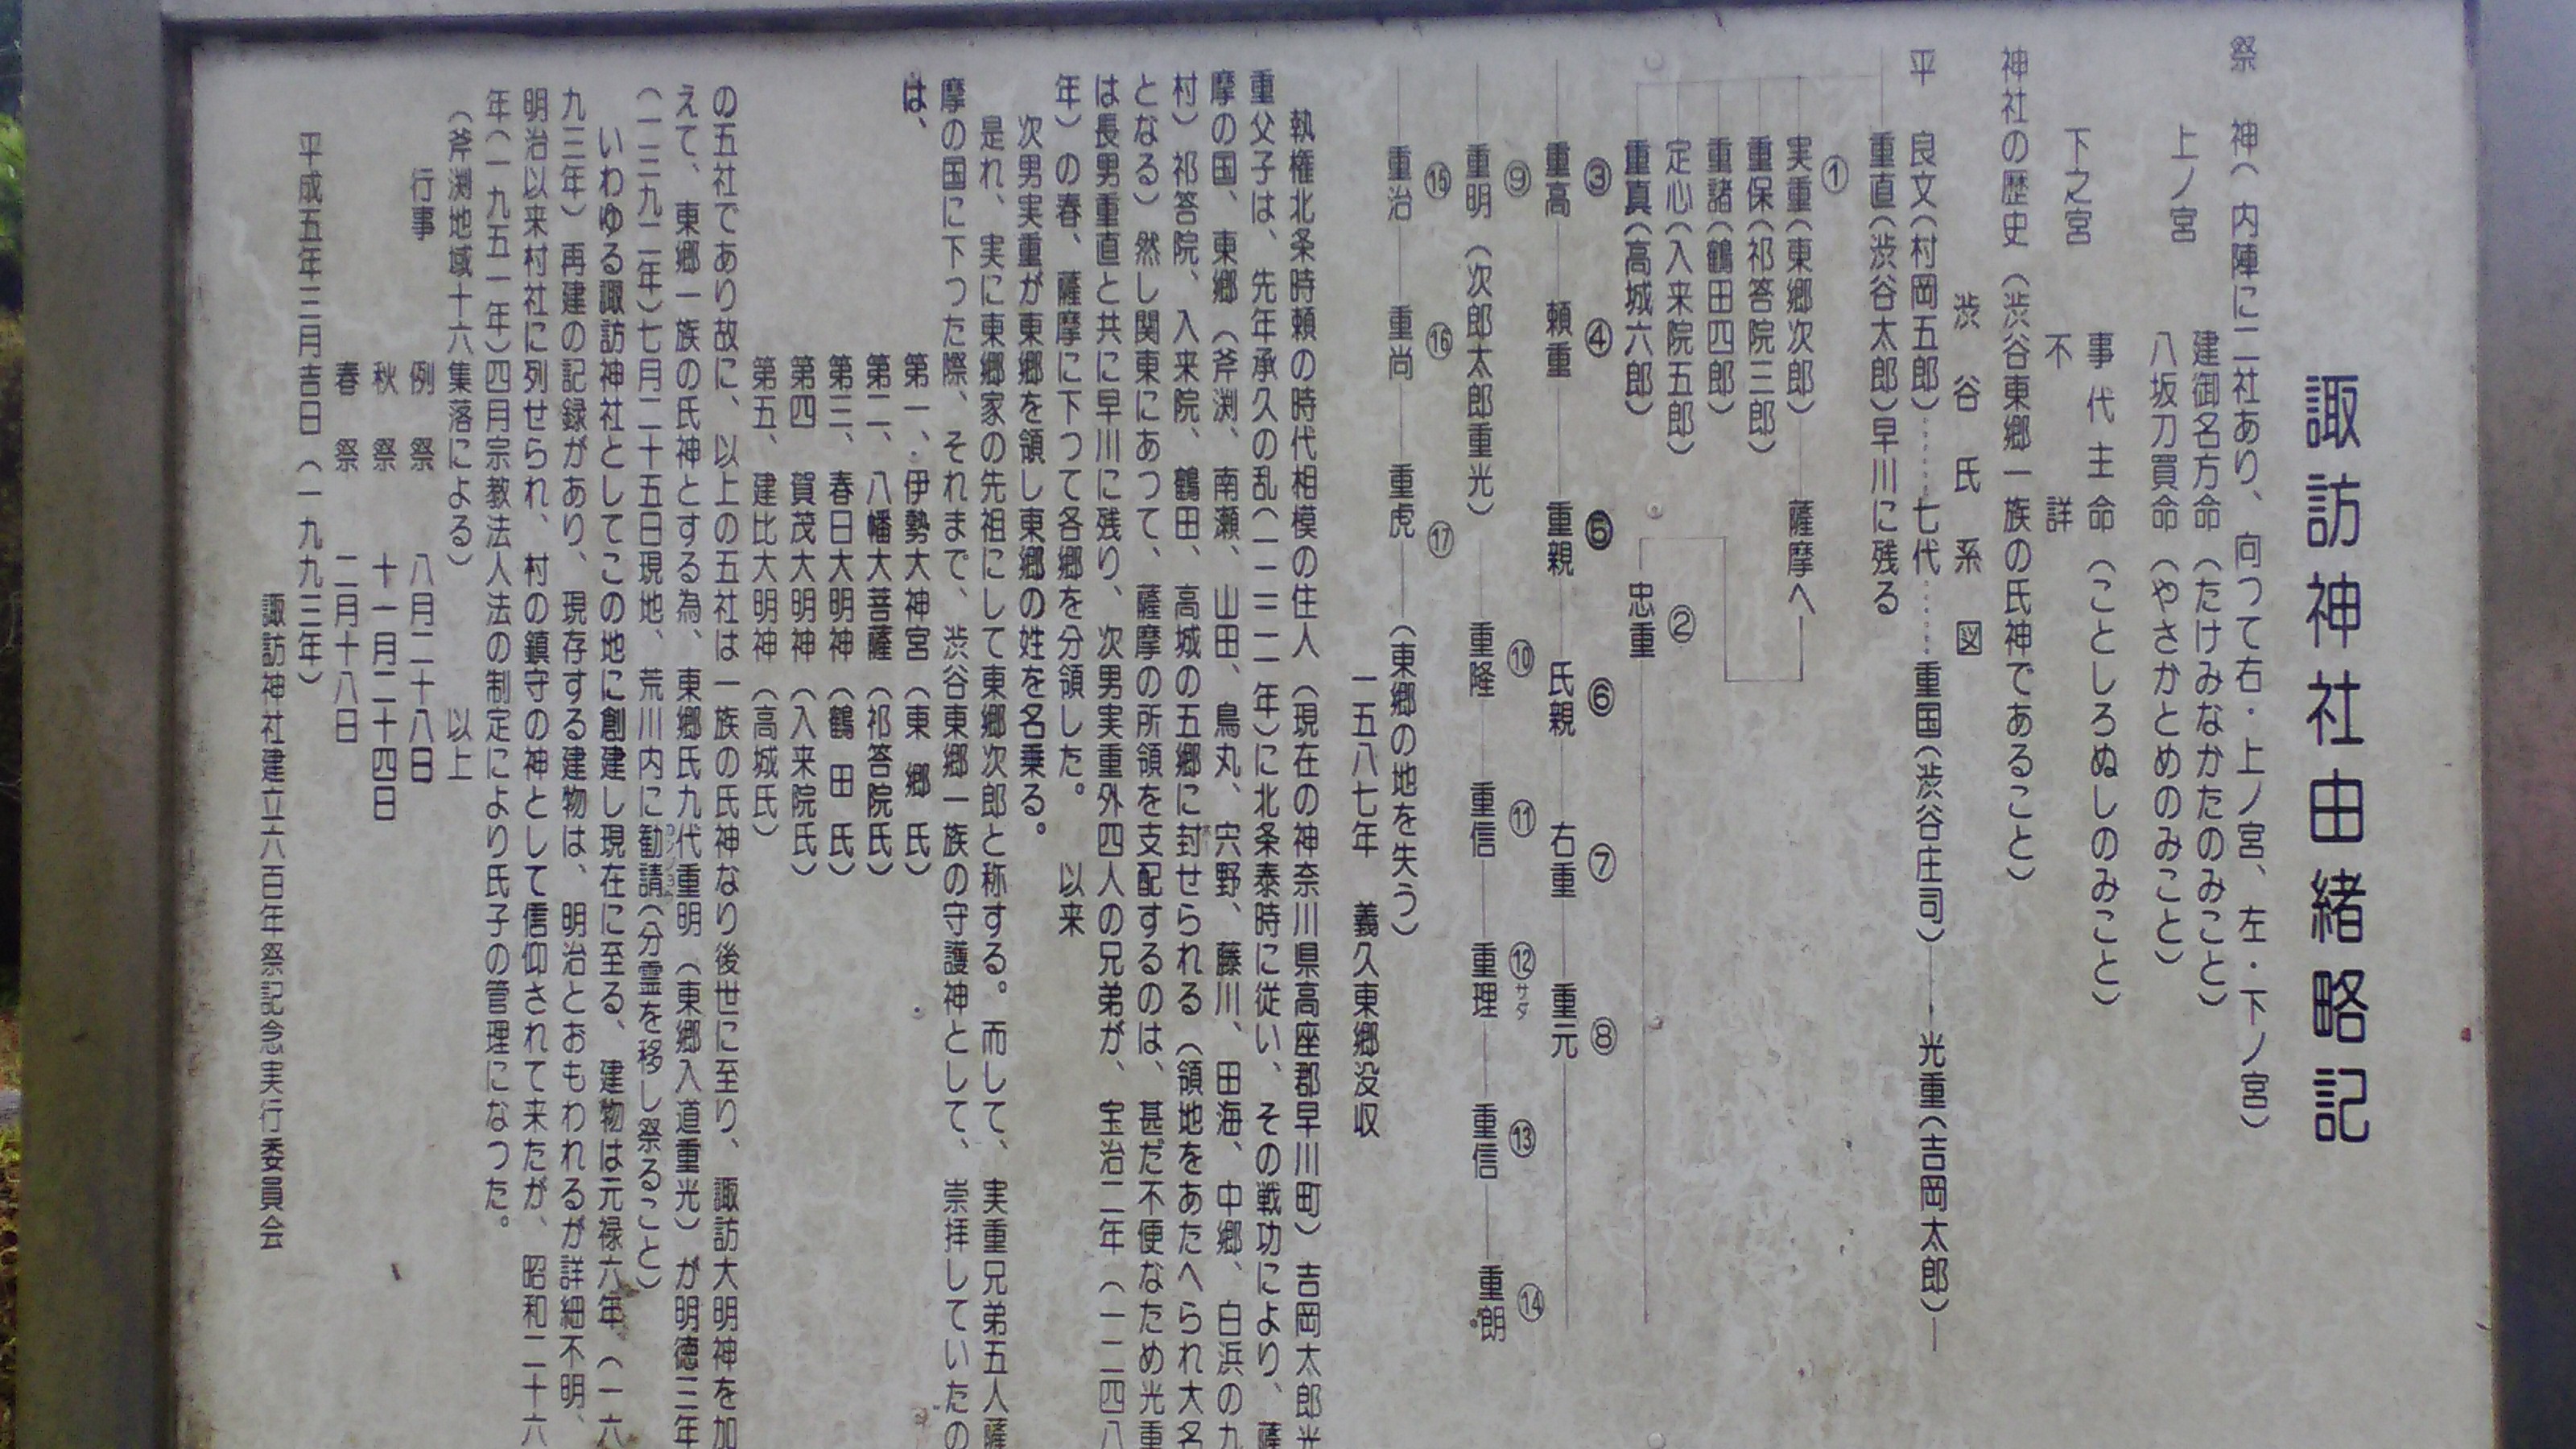 諏訪神社由緒略記
祭　神（内陣に二社あり、向つて右・上ノ宮、左・下ノ宮）
上ノ宮　建御名方命（たけみなかたのみこと）
八坂刀買命（やさかとめのみこと）
下之宮　事代主命（ことしろぬしのみこと）
不　詳
神社の歴史（渋谷東郷一族の氏神であること）
渋谷氏系図
平　良文（村岡五郎）……七代……重国（渋谷庄司）―光重（吉岡太郎）―
重直（渋谷太郎）早川に残る
①
実重（東郷次郎）　薩摩へ
重保（祁答院三郎）
重諸（鶴田四郎）
定心（入来院五郎）
重真（高城六郎）
②
忠重
③　④　⑤　⑥　⑦　⑧
重高　頼重　重親　氏親　右重　重元
⑨　⑩　⑪　⑫サダ　⑬　⑭
重明（次郎太郎重光）　重隆　重信　重理　重信　重朗
⑮　⑯　⑰
重治　重尚　重虎　（東郷の地を失う）
一五八七年　義久東郷没収
執権北条時頼の時代相模の住人（現在の神奈川県高座郡早川町）吉岡太郎光
重父子は、先年承久の乱（一二二一年）に北条泰時に従い、その戦功により、薩
摩の国、東郷（斧渕、南瀬、山田、鳥丸、宍野、藤川、田海、中郷、白浜の九
村）祁答院、入来院、鶴田、高城の五郷に封せられる（領地をあたへられ大名
となる）然し関東にあつて、薩摩の所領を支配するのは、甚だ不便なため光重
は長男重直と共に早川に残り、次男実重外四人の兄弟が、宝治二年（一二四八
年）の春、薩摩に下つて各郷を分領した。　以来
次男実重が東郷を領し東郷の姓を名乗る。
是れ、実に東郷家の先祖にして東郷次郎と称する。而して、実重兄弟五人薩
摩の国に下った際、それまで、渋谷東郷一族の守護神として、崇拝していたの
は、
第一、伊勢大神宮（東郷氏）
第二、八幡大菩薩（祁答院氏）
第三、春日大明神（鶴田氏）
第四　賀茂大明神（入来院氏）
第五、建比大明神（高城氏）
の五社であり故に、以上の五社は一族の氏神なり後世に至り、諏訪大明神を加
えて、東郷一族の氏神とする為、東郷氏九代重明（東郷入道重光）が明徳三年
（一三九二年）七月二十五日現地、荒川内に勧請（分霊を移し祭ること）
いわゆる諏訪神社としてこの地に創建し現在に至る、建物は元禄六年（一六
九三年）再建の記録があり、現存する建物は、明治とおもわれるが詳細不明、
明治以来村社に列せられ、村の鎮守の神として信仰されて来たが、昭和二十六
年（一九五一年）四月宗教法人法の制定により氏子の管理になつた。
（斧渕地域十六集落による）　以上
行事　例祭　八月二十八日
秋祭　十一月二十四日
春祭　二月十八日
平成五年三月吉日（一九九三年）
諏訪神社建立六百年祭記念実行委員会